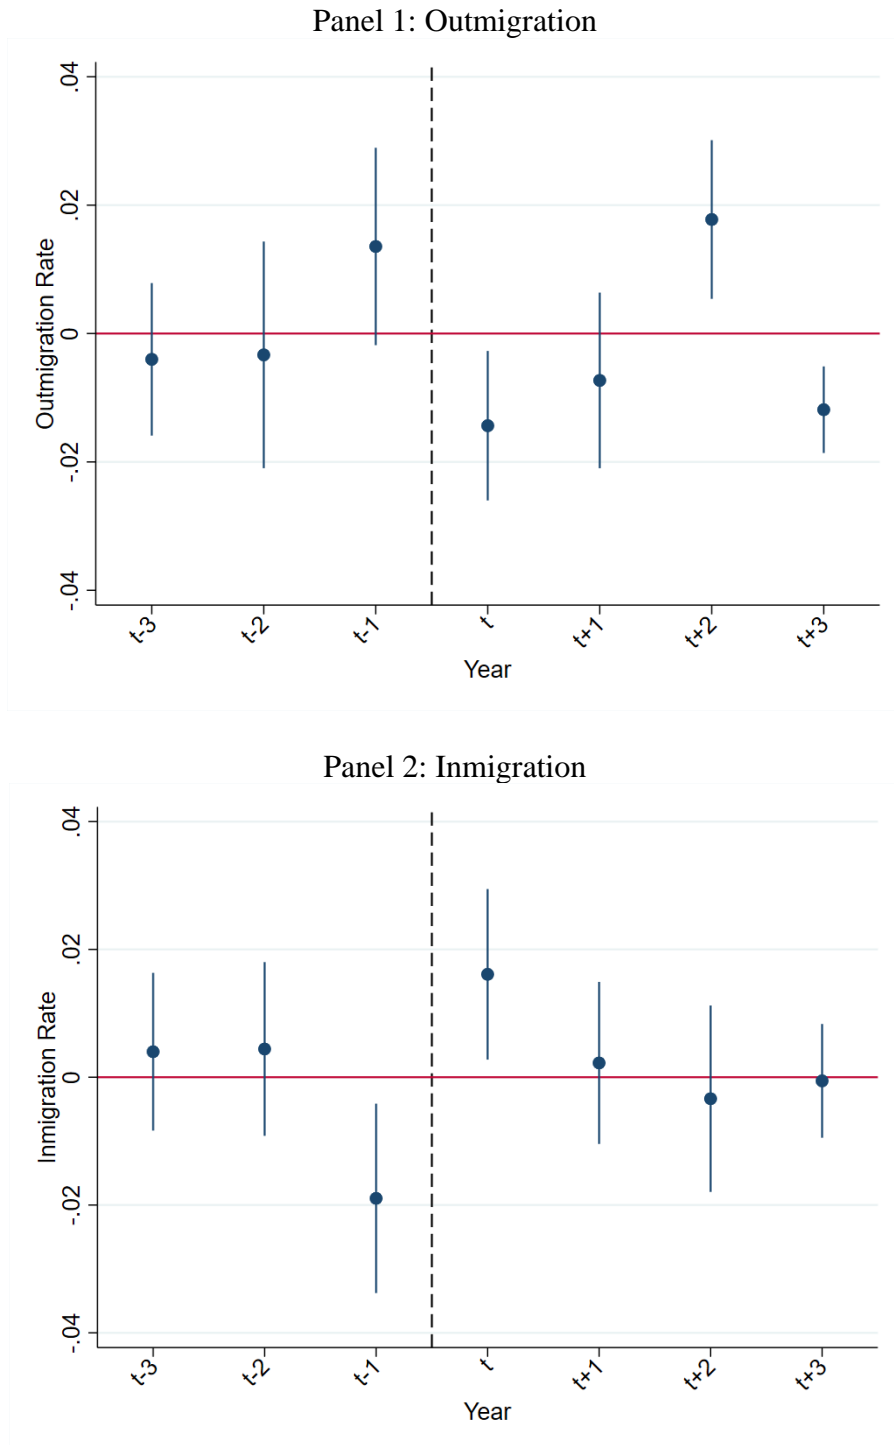 Panel 1: Outmigration
.04
.02
0
-.02
-.04
Outmigration Rate
t-3
t-2
t-1
t
t+1
t+2
t+3
Year
Panel 2: Inmigration
.04
.02
0
-.02
-.04
Inmigration Rate
t-3
t-2
t-1
t
t+1
t+2
t+3
Year